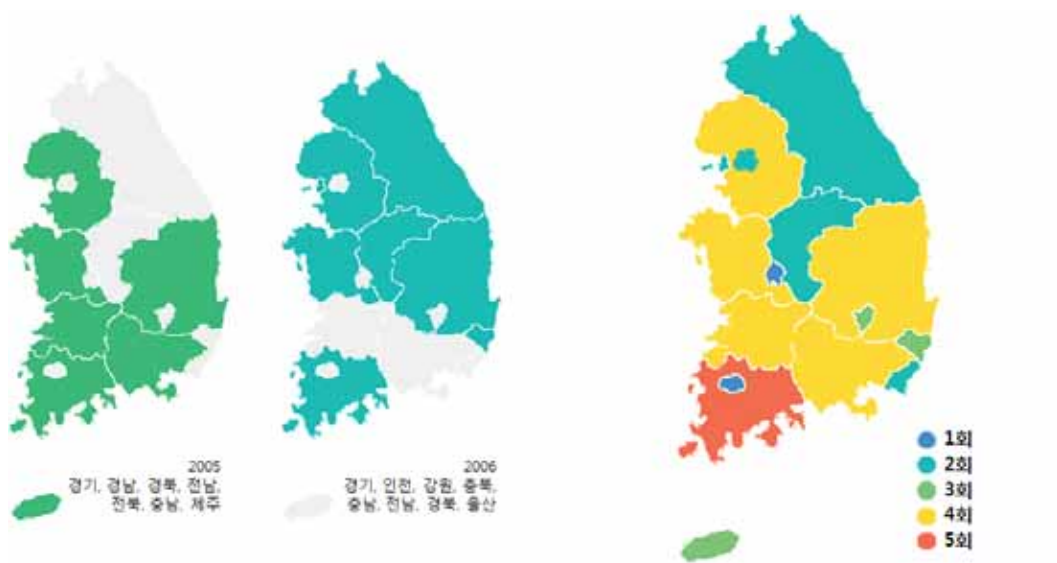 2005
경기, 경남, 경북, 전남,
전북, 충남, 제주
2006
경기, 인천, 강원, 충북,
충남, 전남, 경북, 울산
1회
2회
3회
4회
5회